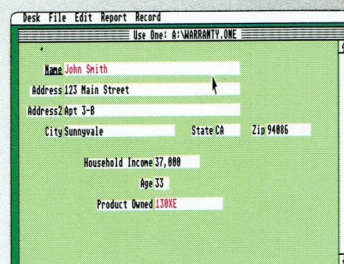 Desk File Edit Report Record
Use One: A:\WARRANTY.ONE
Name John Smith
Address 123 Main Street
Address2 Apt 3-B
City Sunnyvale State CA Zip 94086
Household Income 37,000
Age 33
Product Owned 130XE